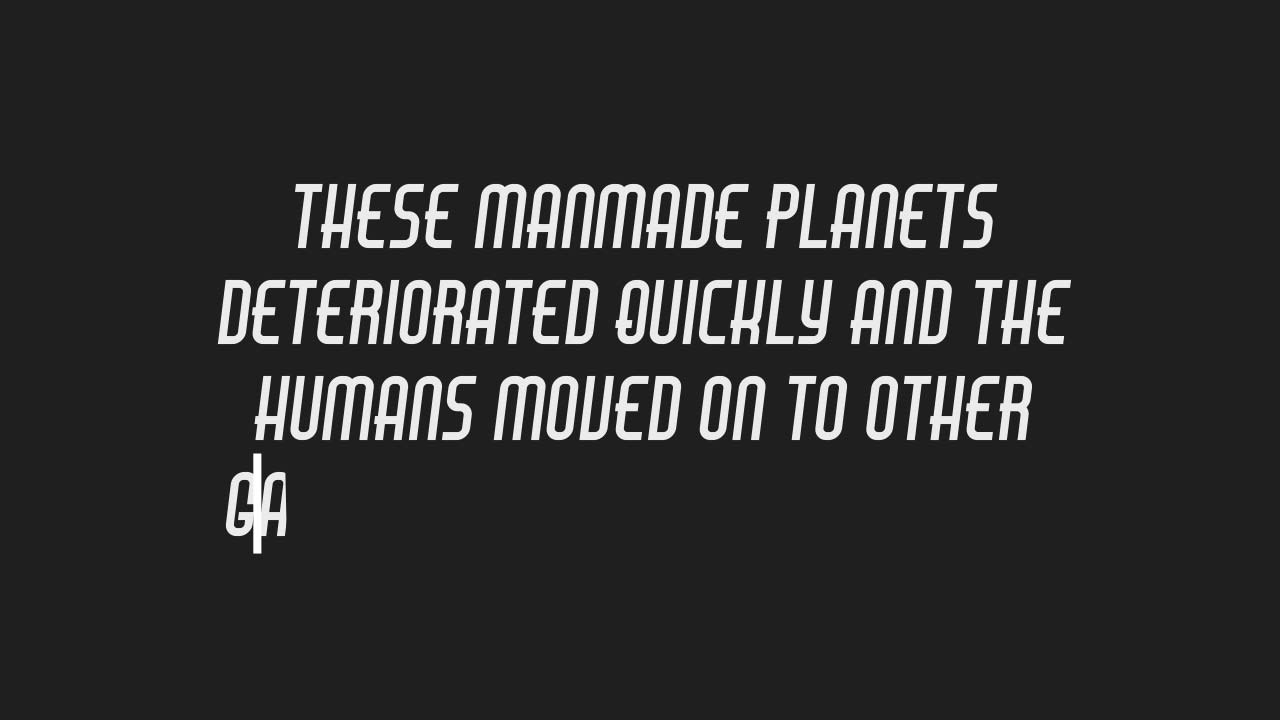 THESE MANMADE PLANETS
DETERIORATED QUICKLY AND THE
HUMANS MOVED ON TO OTHER
GA